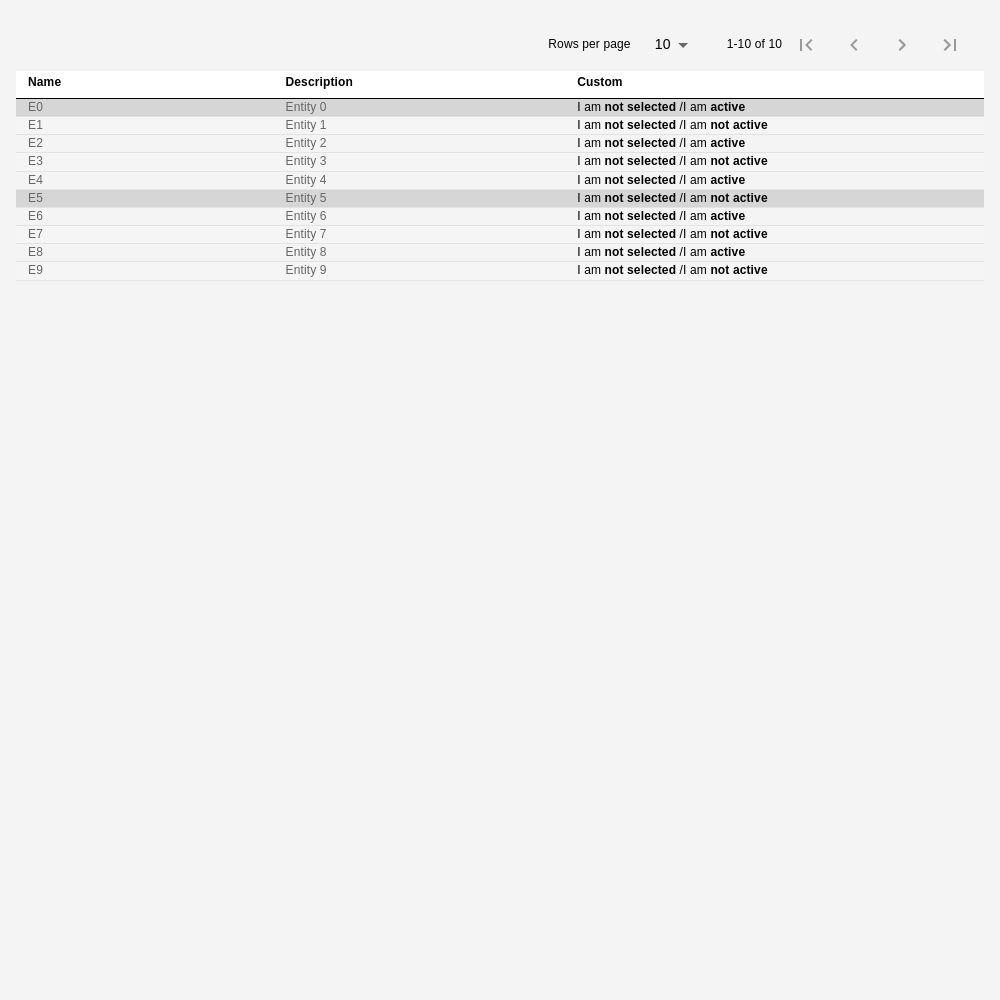 Rows per page 10 1-10 of 10
Name Description Custom
E0 Entity 0 I am not selected /I am active
E1 Entity 1 I am not selected /I am not active
E2 Entity 2 I am not selected /I am active
E3 Entity 3 I am not selected /I am not active
E4 Entity 4 I am not selected /I am active
E5 Entity 5 I am not selected /I am not active
E6 Entity 6 I am not selected /I am active
E7 Entity 7 I am not selected /I am not active
E8 Entity 8 I am not selected /I am active
E9 Entity 9 I am not selected /I am not active